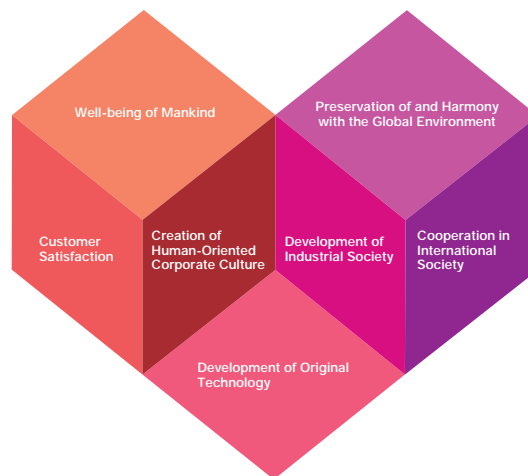 Well-being of Mankind
Preservation of and Harmony
with the Global Environment
Customer
Satisfaction
Creation of
Human-Oriented
Corporate Culture
Development of
Industrial Society
Cooperation in
International
Society
Development of Original
Technology